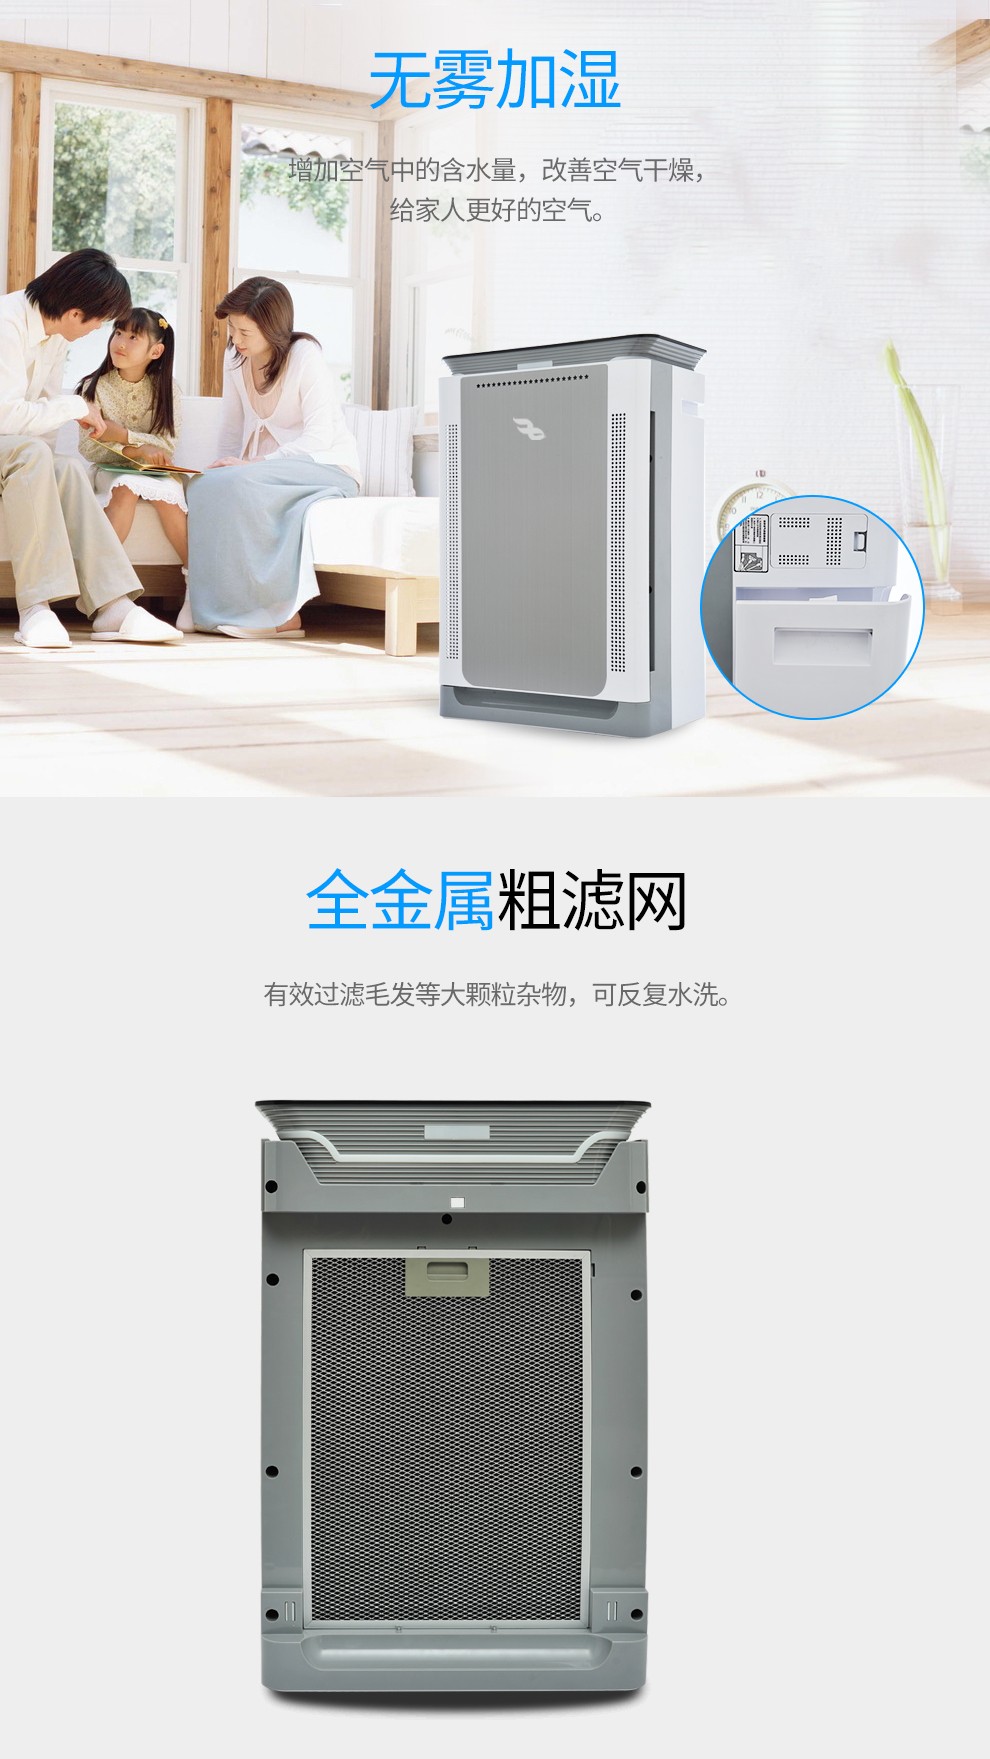 无雾加湿
增加空气中的含水量，改善空气干燥，
给家人更好的空气。
全金属粗滤网
有效过滤毛发等大颗粒杂物，可反复水洗。